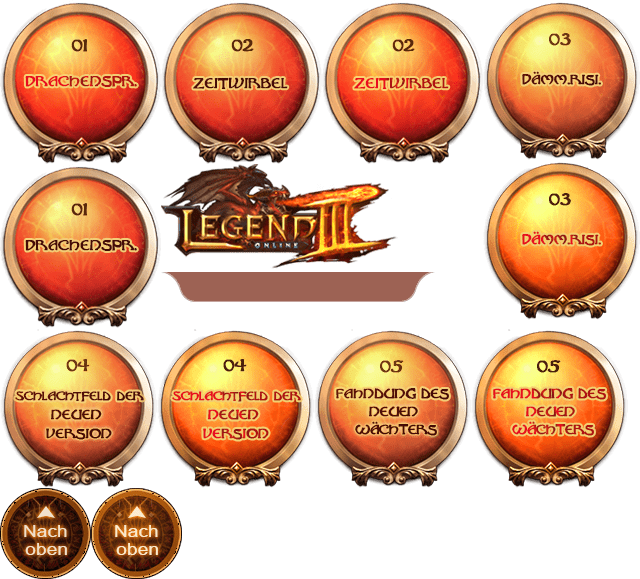 01
DRACHENSPR.
02
ZEITWIRBEL
02
ZEITWIRBEL
03
DÄMM.RISI.
01
DRACHENSPR.
LEGEND III
ONLINE
03
DÄMM.RISI.
04
SCHLACHTFELD DER
NEUEN
VERSION
04
SCHLACHTFELD DER
NEUEN
VERSION
05
FAHNDUNG DES
NEUEN
WÄCHTERS
05
FAHNDUNG DES
NEUEN
WÄCHTERS
Nach
oben
Nach
oben